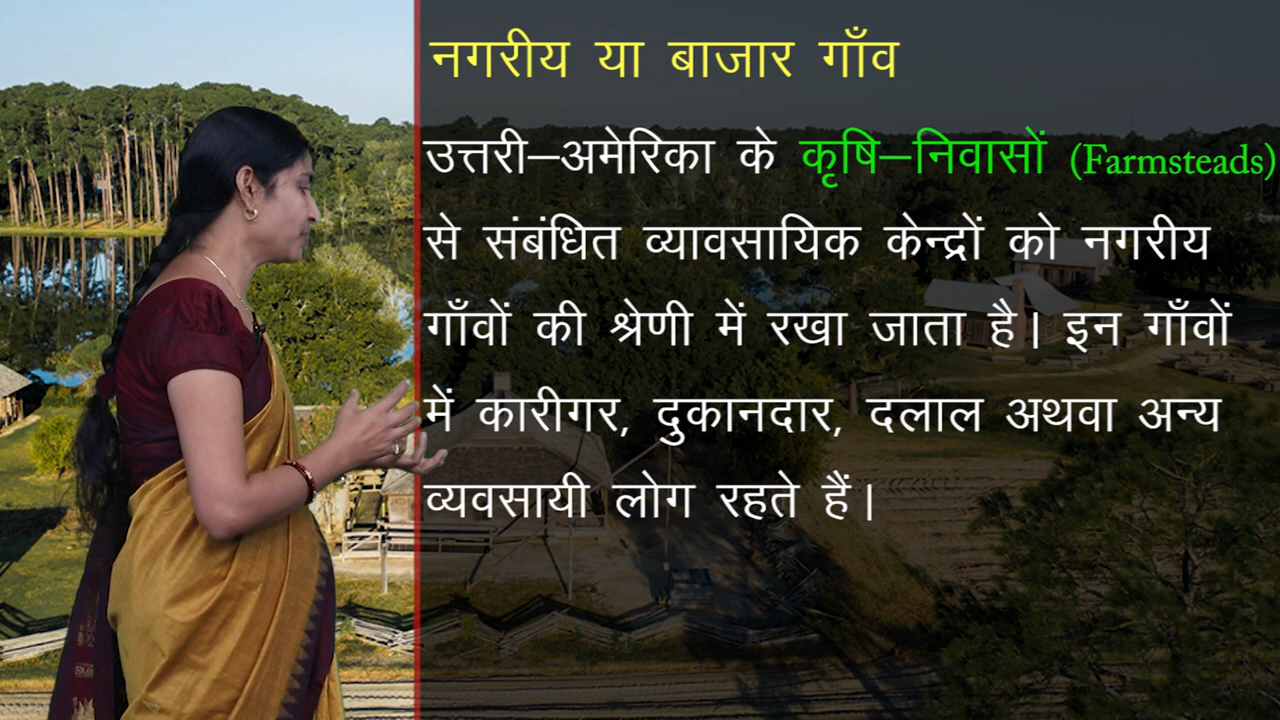 नगरीय या बाजार गाँव
उत्तरी–अमेरिका के कृषि–निवासों (Farmsteads)
से संबंधित व्यावसायिक केन्द्रों को नगरीय
गाँवों की श्रेणी में रखा जाता है। इन गाँवों
में कारीगर, दुकानदार, दलाल अथवा अन्य
व्यवसायी लोग रहते हैं।